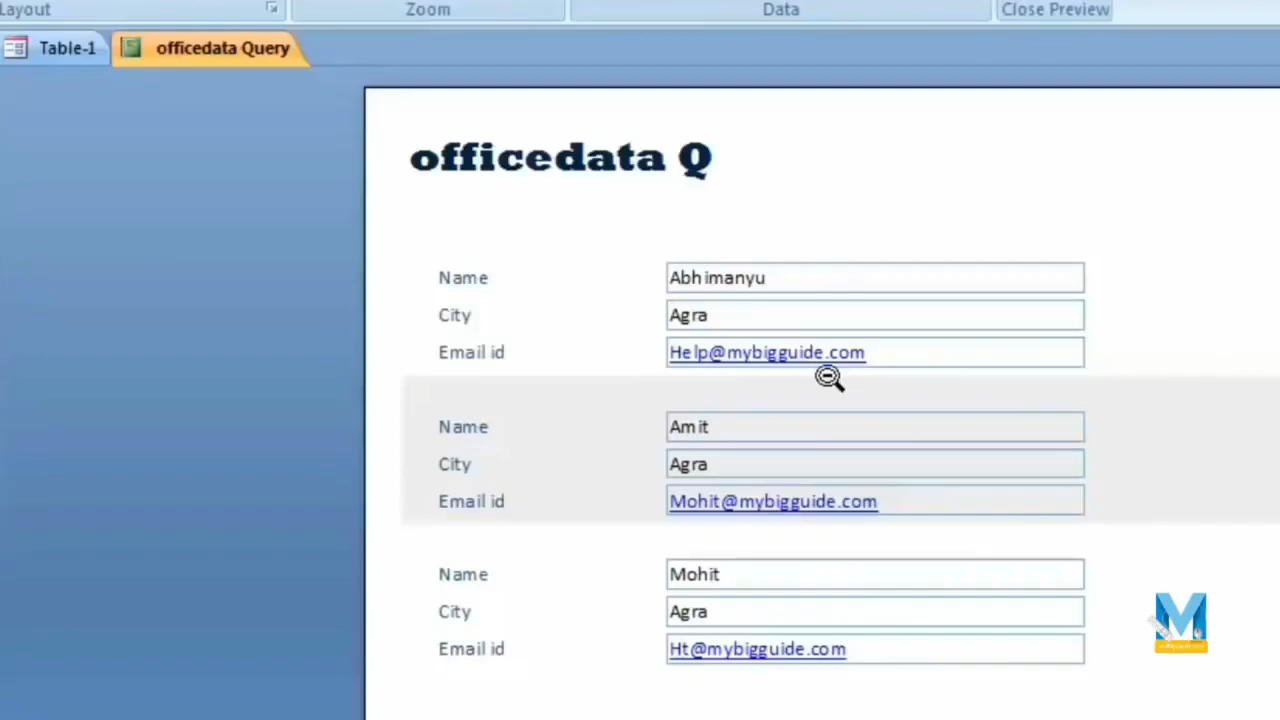 Layout Zoom Data Close Preview
Table-1 officedata Query
officedata Q
Name Abhimanyu
City Agra
Email id Help@mybigguide.com
Name Amit
City Agra
Email id Mohit@mybigguide.com
Name Mohit
City Agra
Email id Ht@mybigguide.com
M